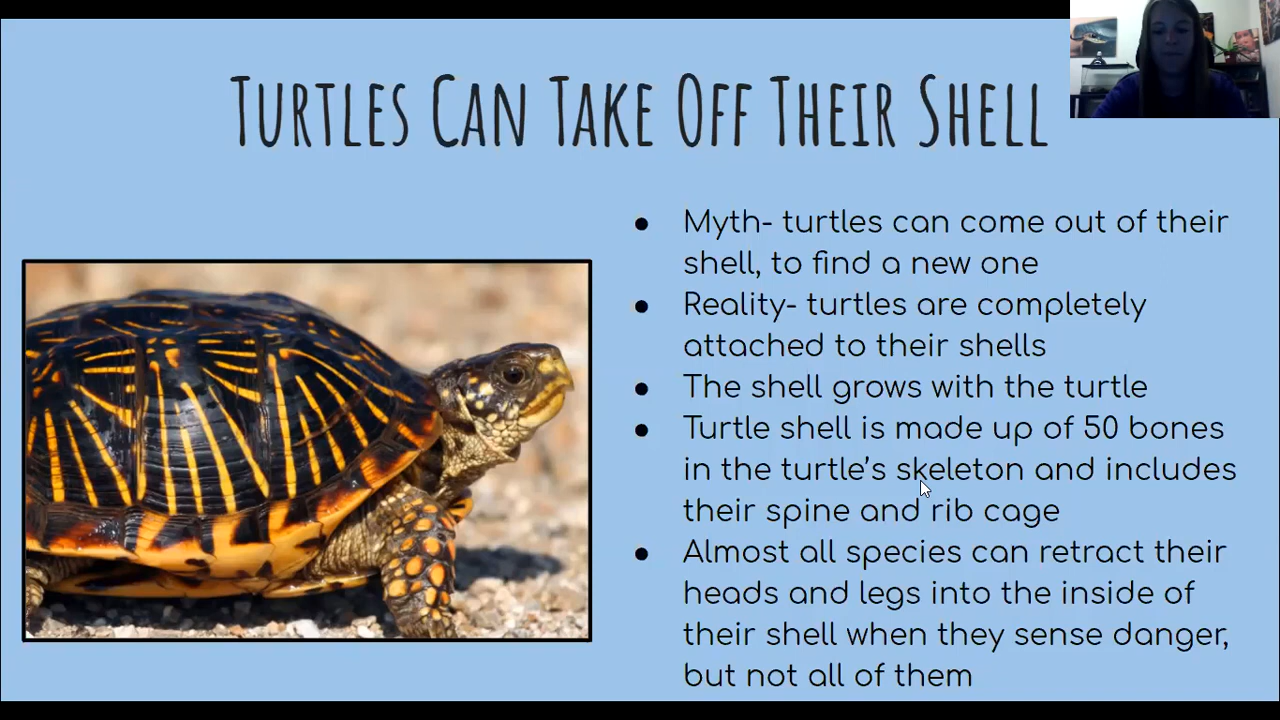 Turtles Can Take Off Their Shell
● Myth- turtles can come out of their
shell, to find a new one
● Reality- turtles are completely
attached to their shells
● The shell grows with the turtle
● Turtle shell is made up of 50 bones
in the turtle's skeleton and includes
their spine and rib cage
● Almost all species can retract their
heads and legs into the inside of
their shell when they sense danger,
but not all of them